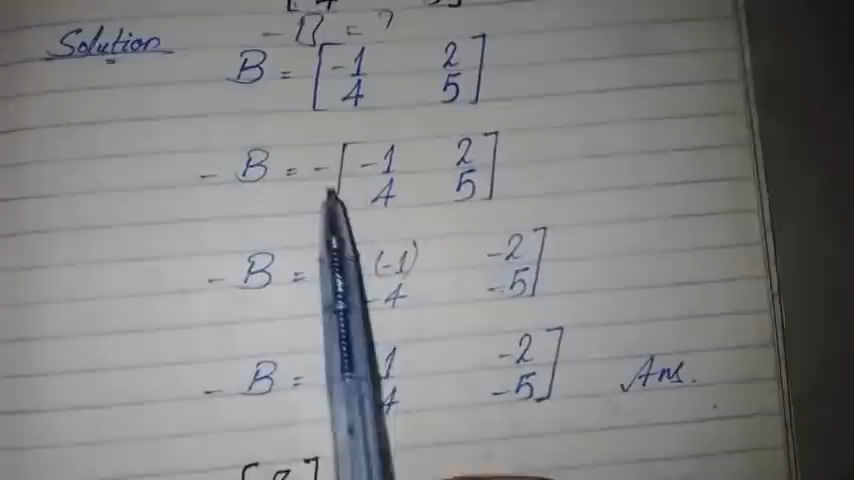 Solution
- B = ?
B = [ -1 2
4 5 ]
- B = - [ -1 2
4 5 ]
- B = (-1) -2
-4 -5 ]
- B = 1 -2
4 -5 ] Ans.